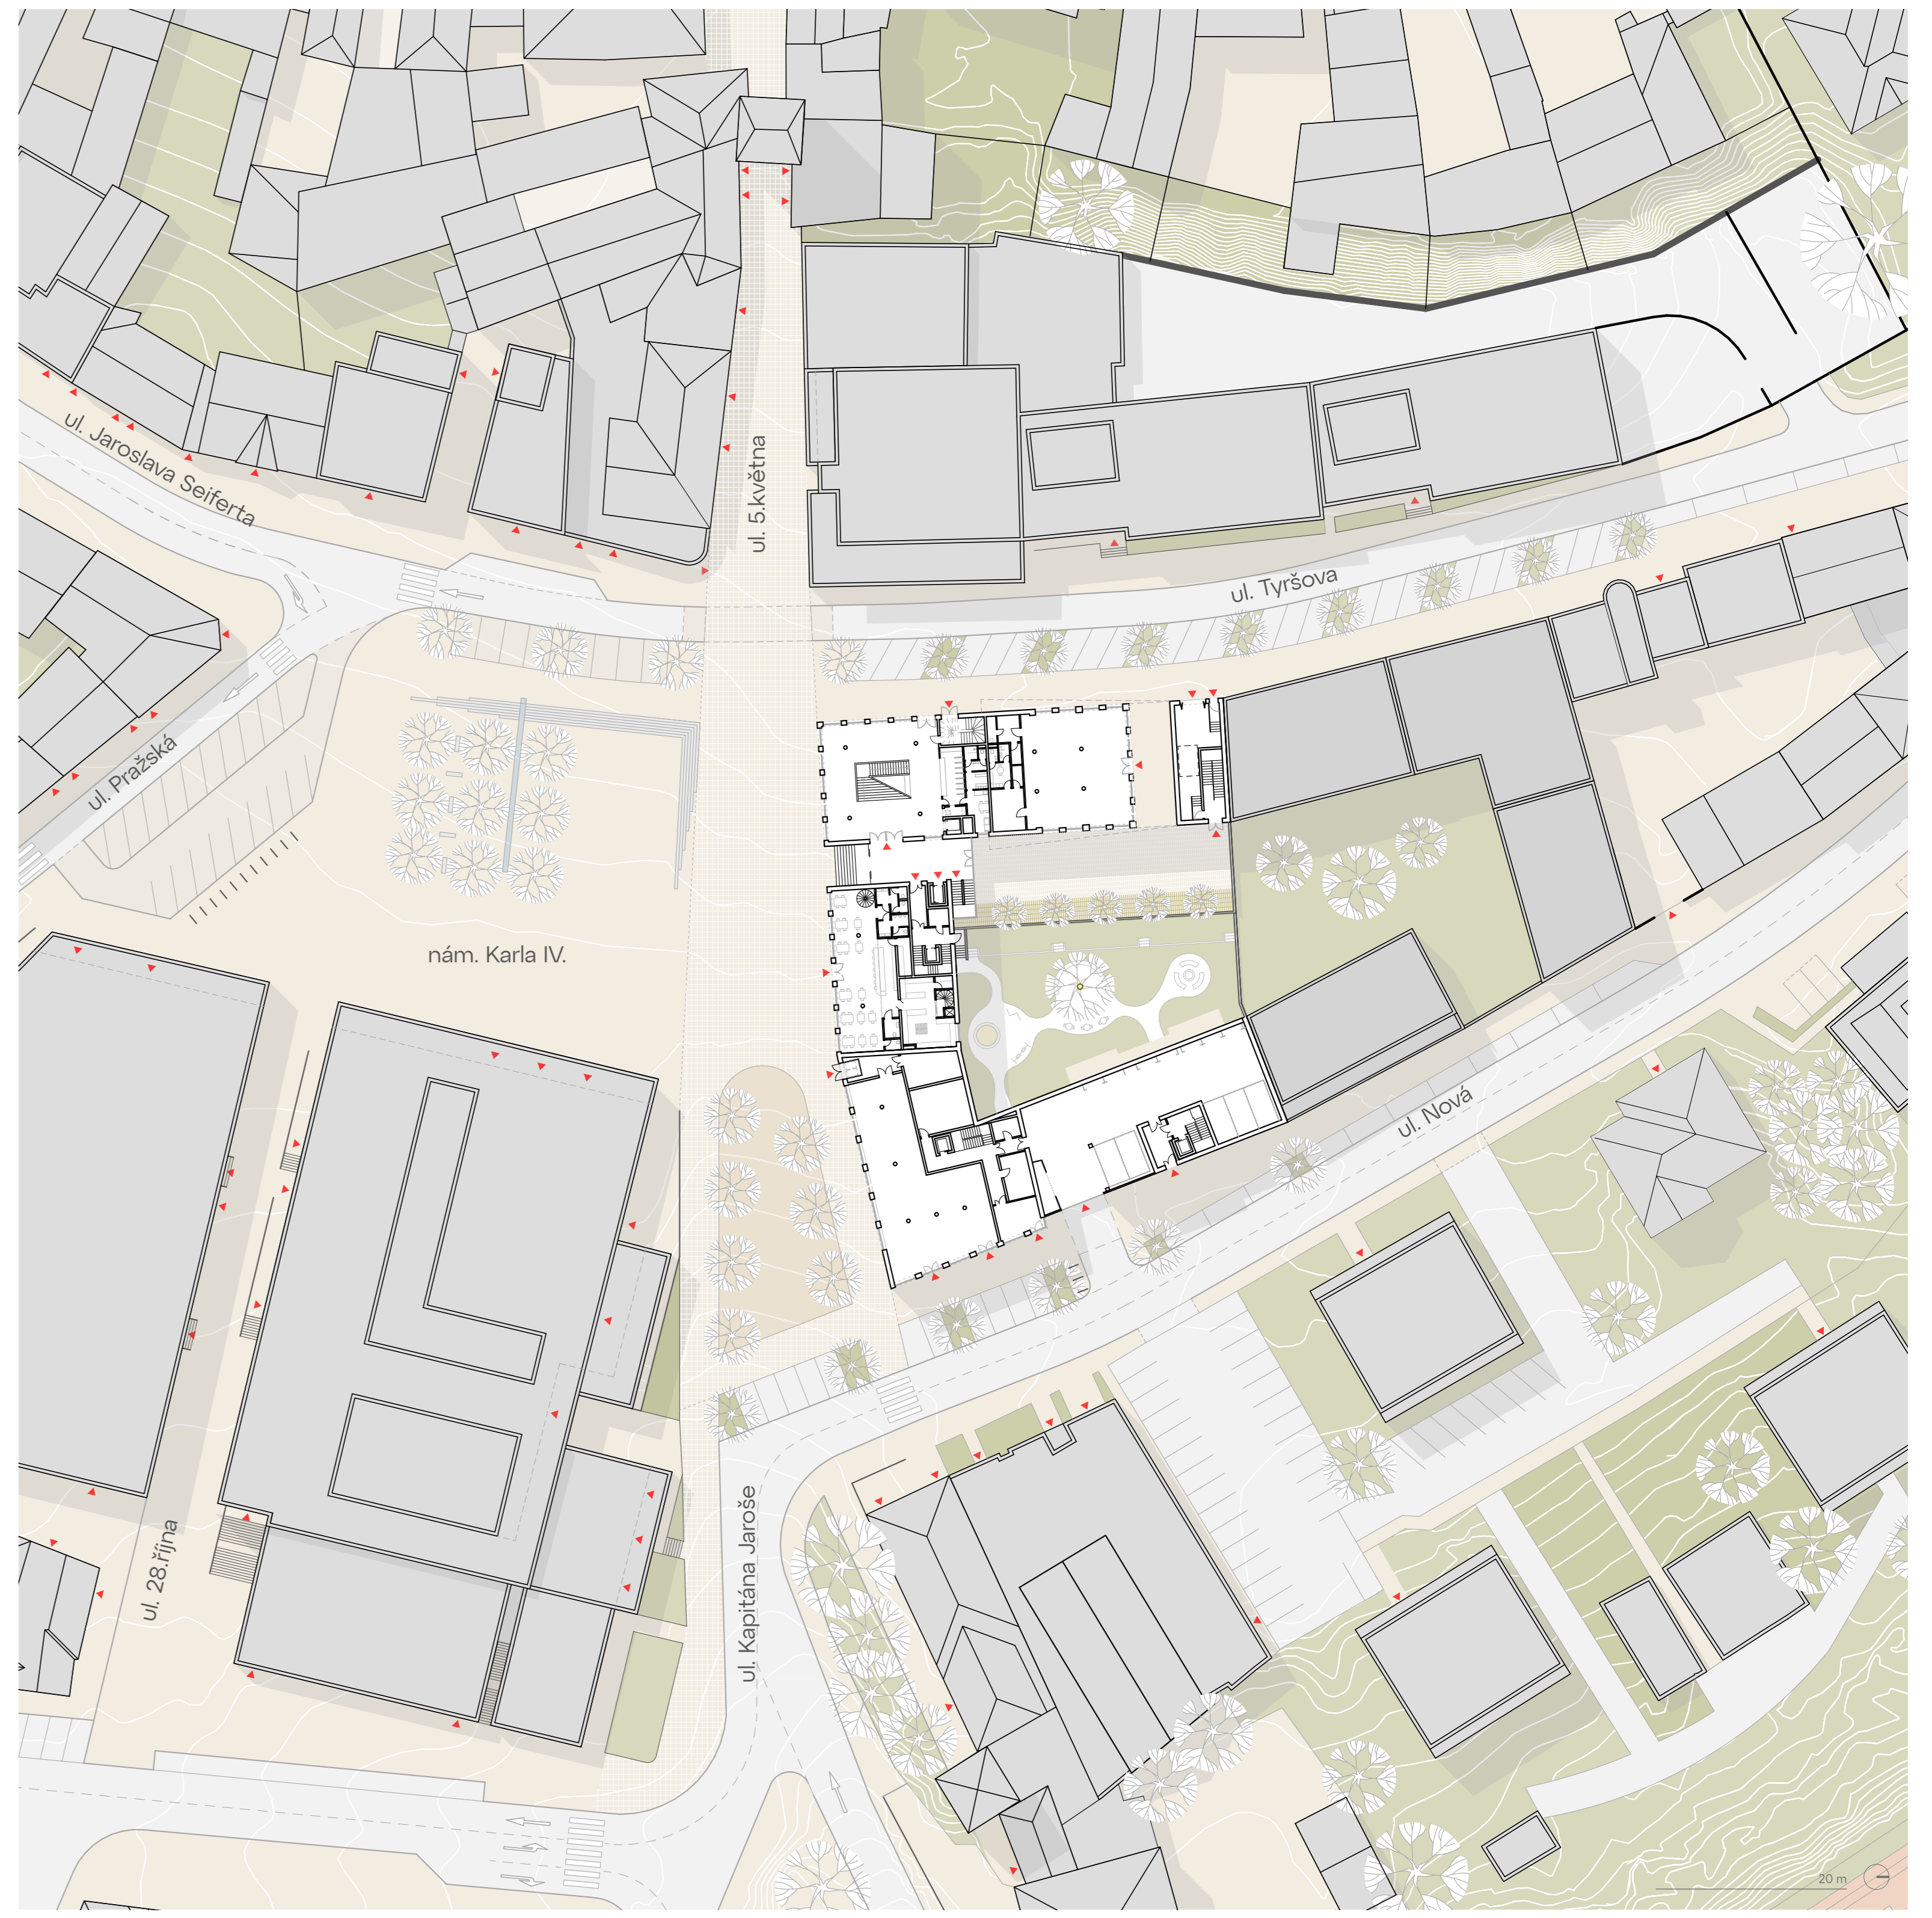 ul. Jaroslava Seiferta
ul. 5.května
ul. Tyršova
ul. Pražská
nám. Karla IV.
ul. Nová
ul. Kapitána Jaroše
ul. 28.října
20 m